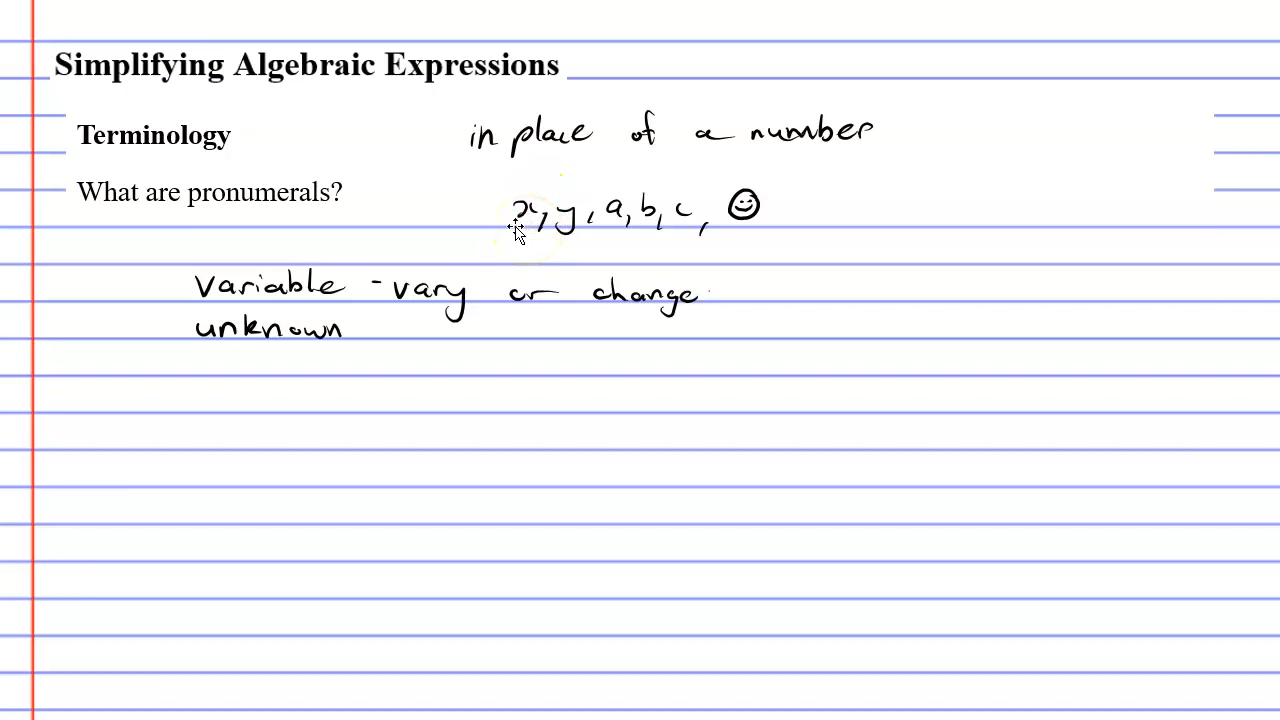 Simplifying Algebraic Expressions
Terminology
in place of a number
What are pronumerals?
x, y, a, b, c, ☺
Variable - vary or change
unknown